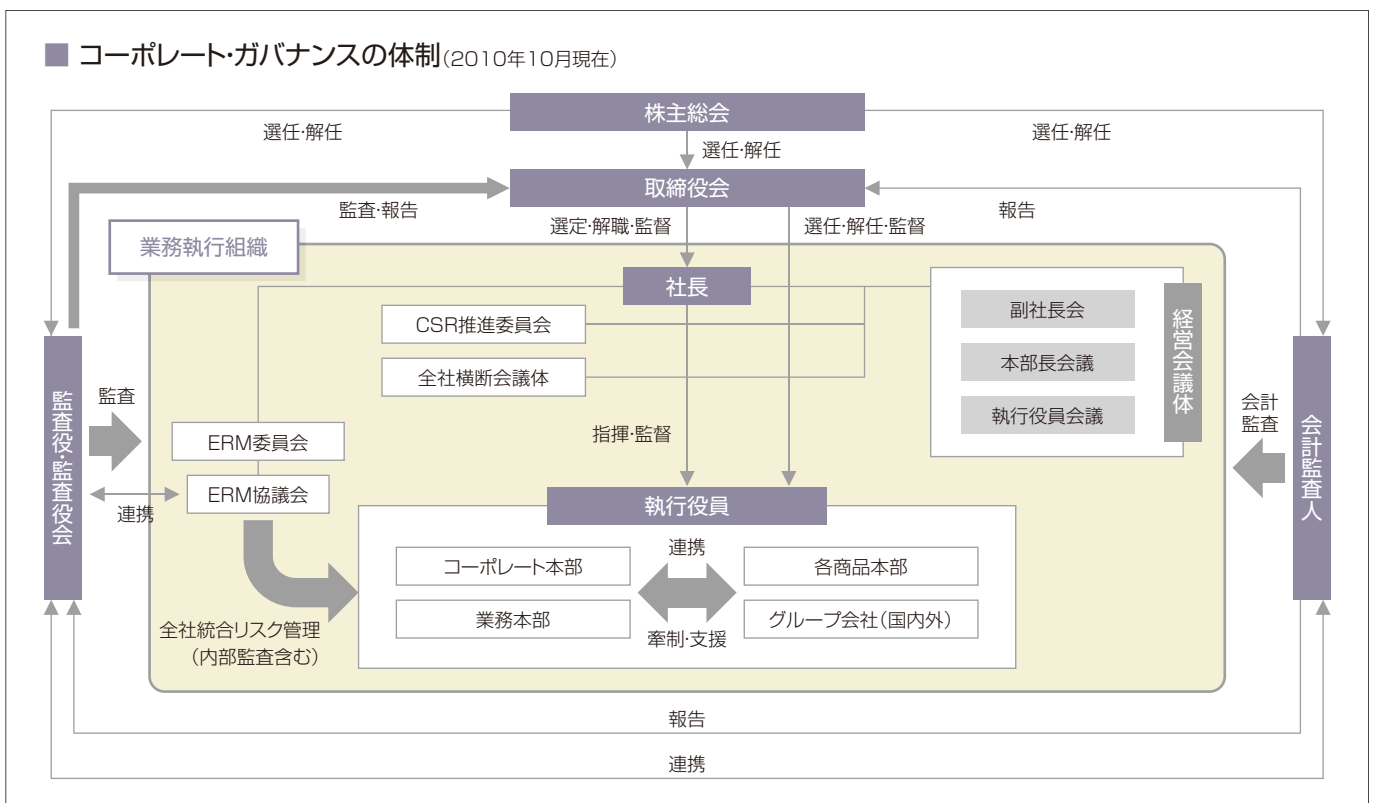 コーポレート・ガバナンスの体制(2010年10月現在)
株主総会
選任・解任
選任・解任
選任・解任
取締役会
監査・報告
選定・解職・監督
選任・解任・監督
報告
業務執行組織
社長
CSR推進委員会
全社横断会議体
副社長会
本部長会議
執行役員会議
経営会議体
監査役・監査役会
監査
ERM委員会
ERM協議会
連携
指揮・監督
会計
監査
会計監査人
執行役員
コーポレート本部
業務本部
連携
牽制・支援
各商品本部
グループ会社(国内外)
全社統合リスク管理
(内部監査含む)
報告
連携